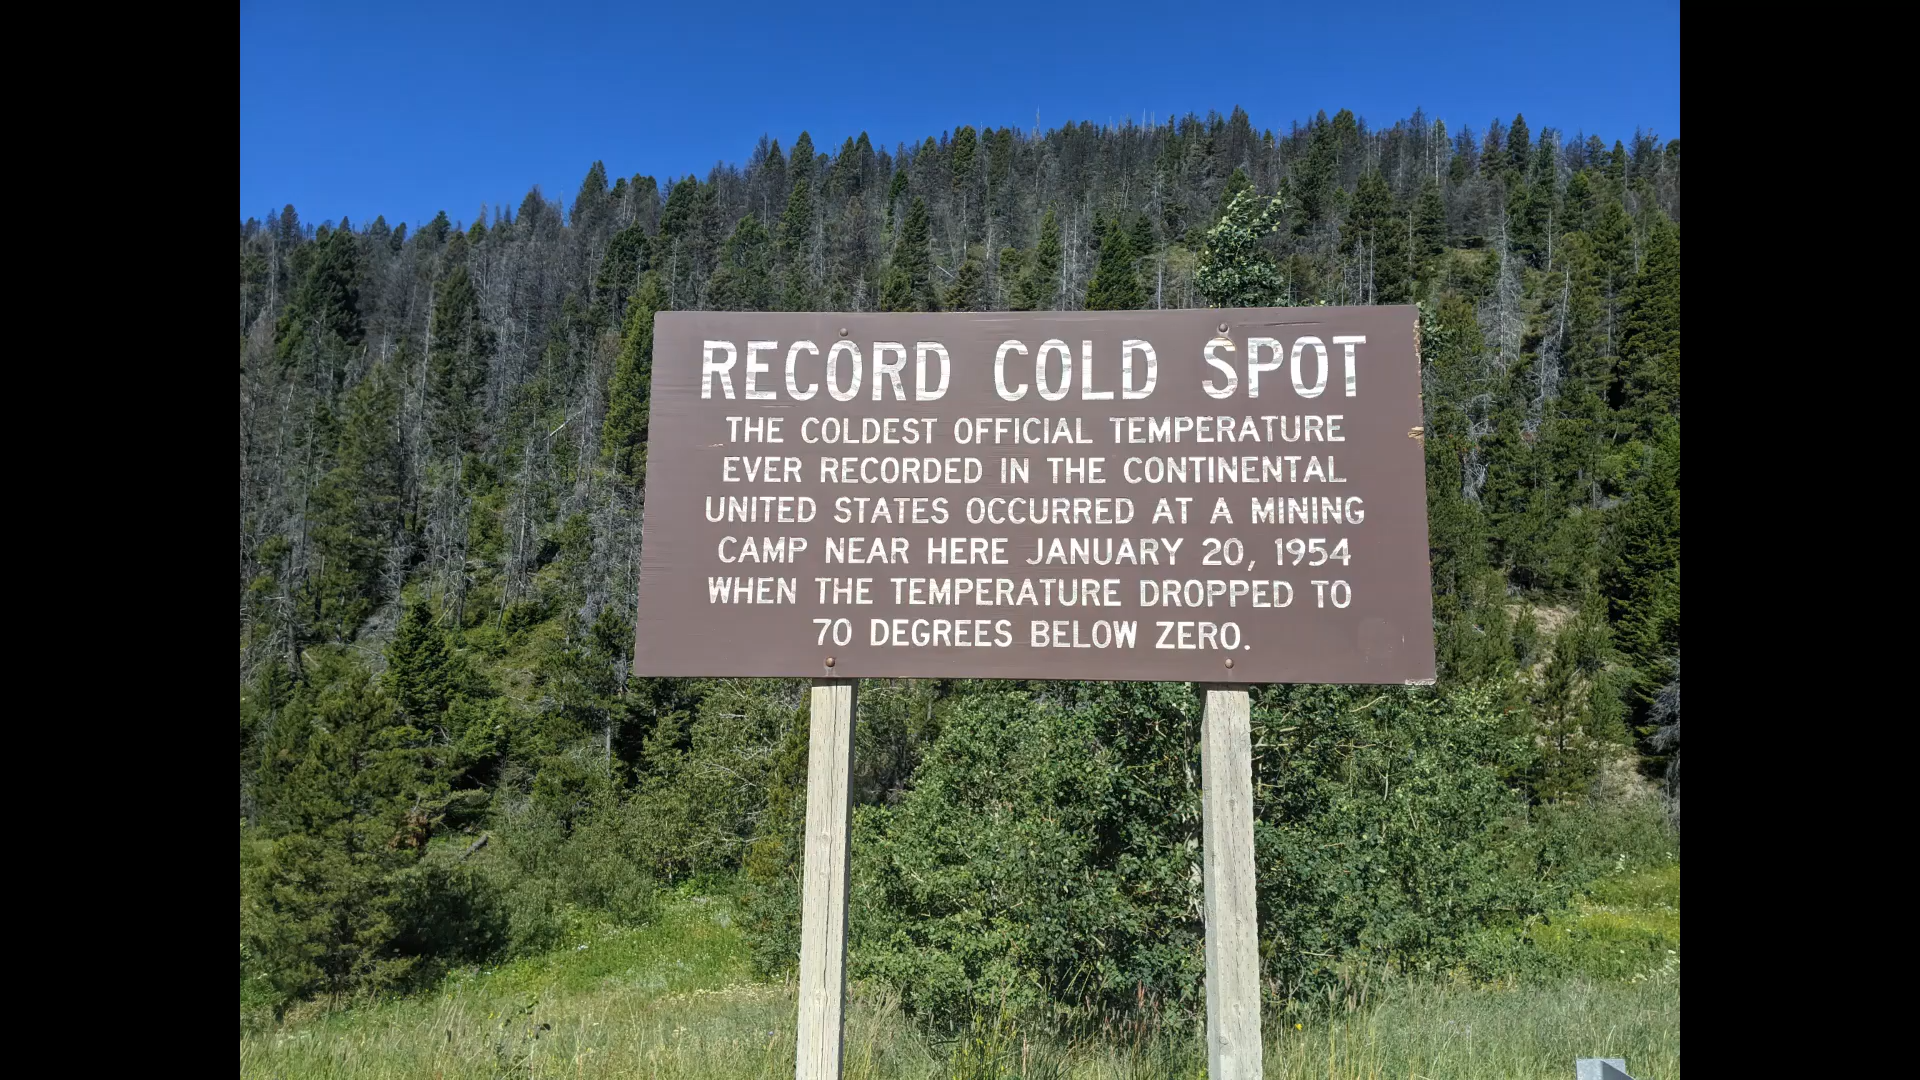 RECORD COLD SPOT
THE COLDEST OFFICIAL TEMPERATURE
EVER RECORDED IN THE CONTINENTAL
UNITED STATES OCCURRED AT A MINING
CAMP NEAR HERE JANUARY 20, 1954
WHEN THE TEMPERATURE DROPPED TO
70 DEGREES BELOW ZERO.